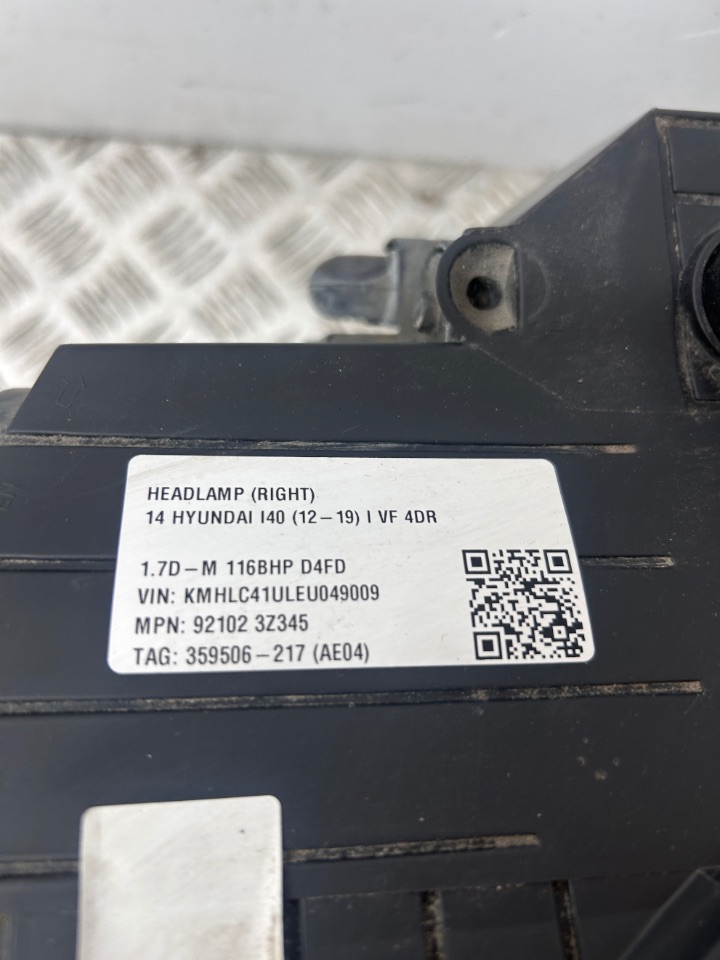 HEADLAMP (RIGHT)
14 HYUNDAI I40 (12-19) I VF 4DR
1.7D-M 116BHP D4FD
VIN: KMHLC41ULEU049009
MPN: 92102 3Z345
TAG: 359506-217 (AE04)